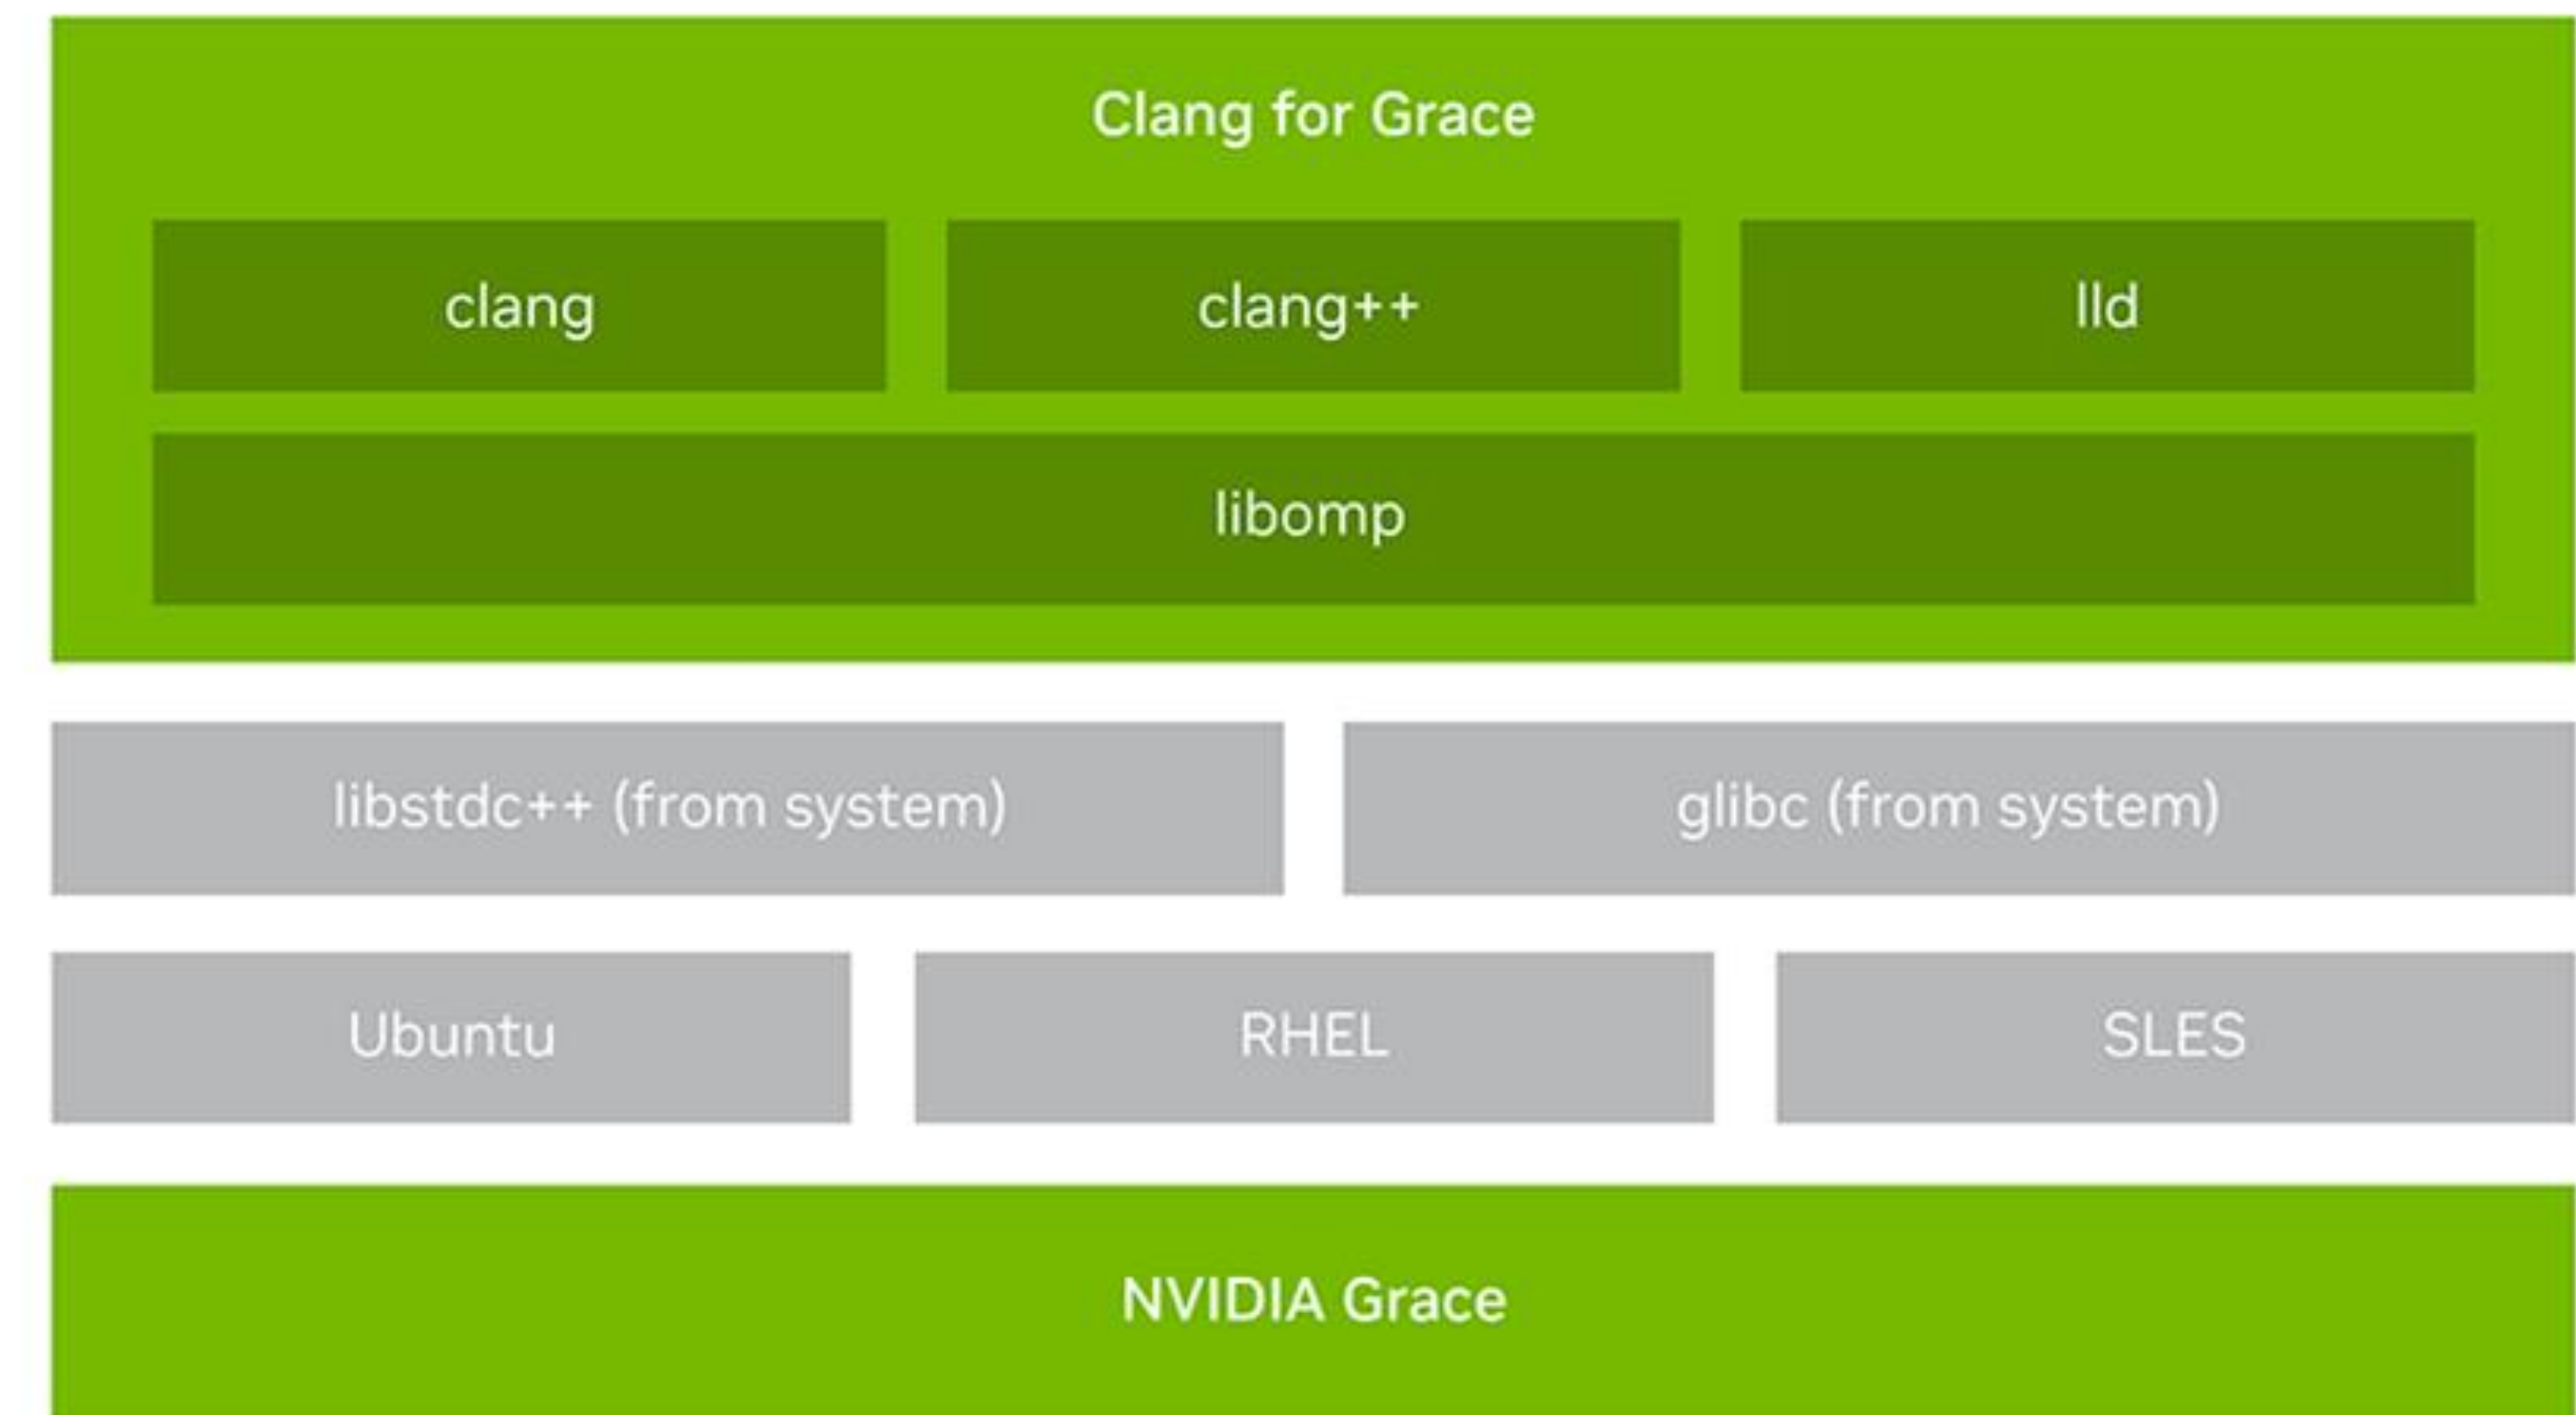 Clang for Grace
clang
clang++
lld
libomp
libstdc++ (from system)
glibc (from system)
Ubuntu
RHEL
SLES
NVIDIA Grace